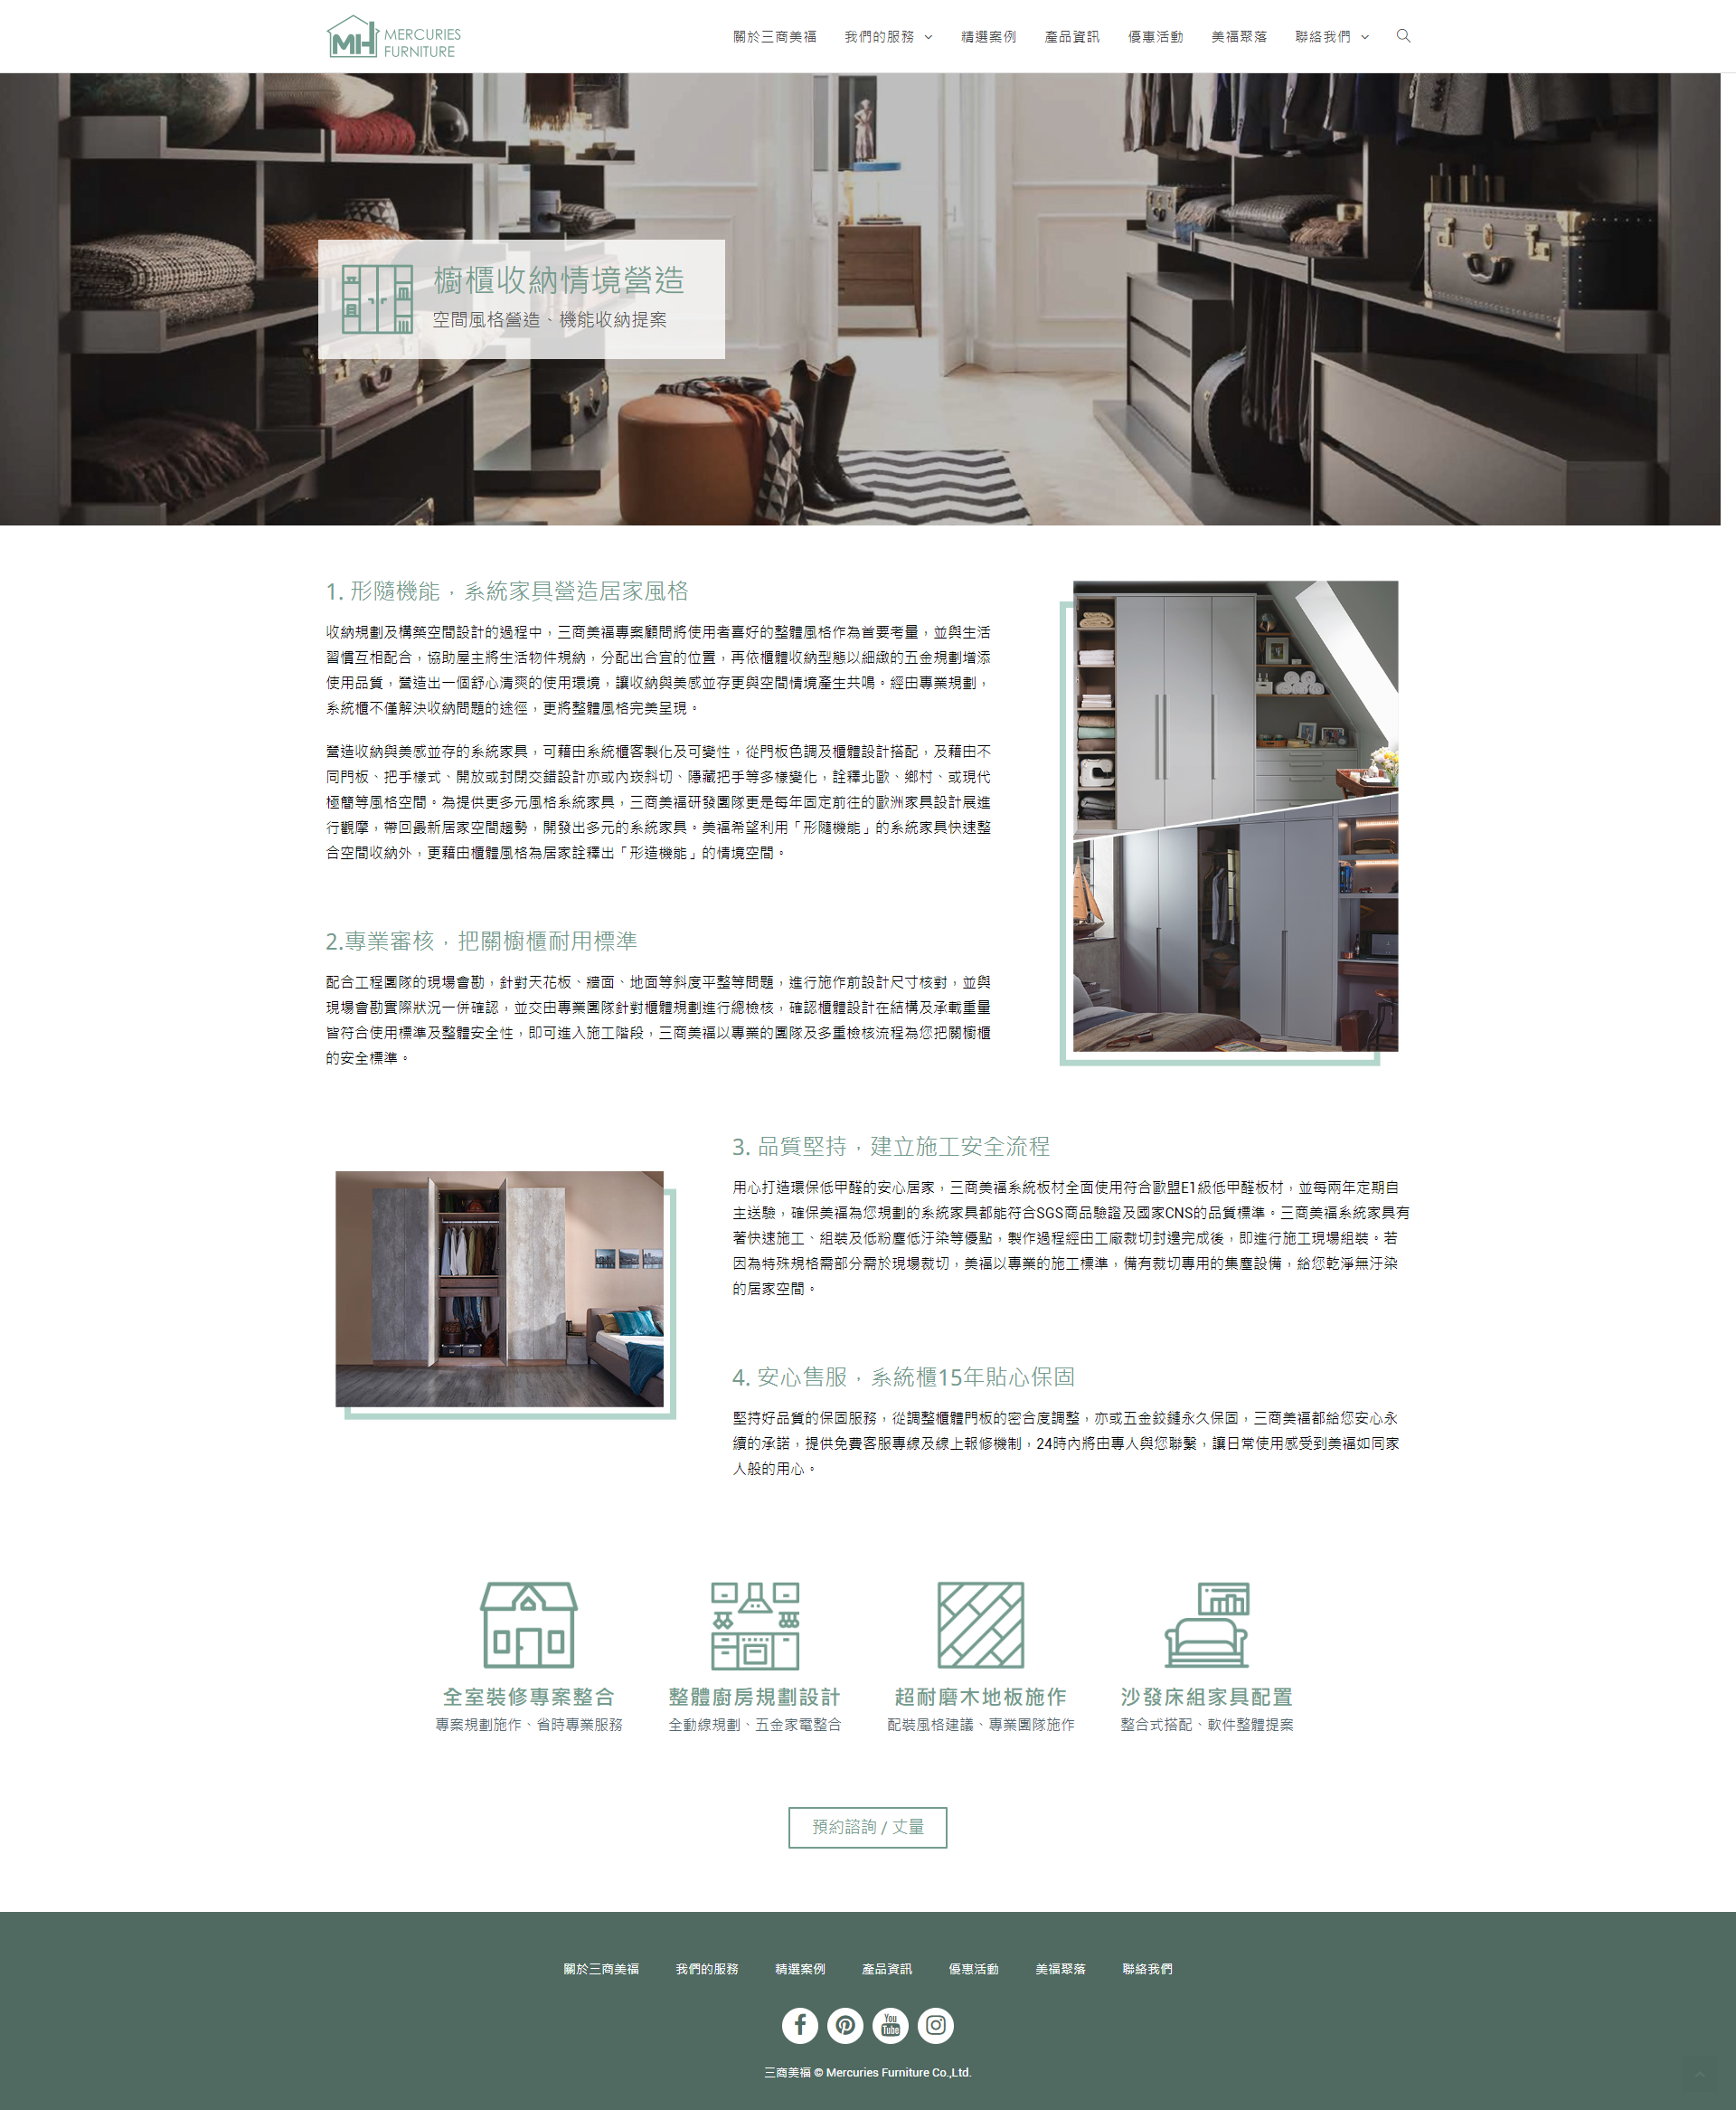 MH MERCURIES FURNITURE
關於三商美福 我們的服務 精選案例 產品資訊 優惠活動 美福聚落 聯絡我們
櫥櫃收納情境營造
空間風格營造、機能收納提案
1. 形隨機能，系統家具營造居家風格
收納規劃及構築空間設計的過程中，三商美福專案顧問將使用者喜好的整體風格作為首要考量，並與生活
習慣互相配合，協助屋主將生活物件規納，分配出合宜的位置，再依櫃體收納型態以細緻的五金規劃增添
使用品質，營造出一個舒心清爽的使用環境，讓收納與美感並存更與空間情境產生共鳴。經由專業規劃，
系統櫃不僅解決收納問題的途徑，更將整體風格完美呈現。
營造收納與美感並存的系統家具，可藉由系統櫃客製化及可變性，從門板色調及櫃體設計搭配，及藉由不
同門板、把手樣式、開放或封閉交錯設計亦或內崁斜切、隱藏把手等多樣變化，詮釋北歐、鄉村、或現代
極簡等風格空間。為提供更多元風格系統家具，三商美福研發團隊更是每年固定前往的歐洲家具設計展進
行觀摩，帶回最新居家空間趨勢，開發出多元的系統家具。美福希望利用「形隨機能」的系統家具快速整
合空間收納外，更藉由櫃體風格為居家詮釋出「形造機能」的情境空間。
2.專業審核，把關櫥櫃耐用標準
配合工程團隊的現場會勘，針對天花板、牆面、地面等斜度平整等問題，進行施作前設計尺寸核對，並與
現場會勘實際狀況一併確認，並交由專業團隊針對櫃體規劃進行總檢核，確認櫃體設計在結構及承載重量
皆符合使用標準及整體安全性，即可進入施工階段，三商美福以專業的團隊及多重檢核流程為您把關櫥櫃
的安全標準。
3. 品質堅持，建立施工安全流程
用心打造環保低甲醛的安心居家，三商美福系統板材全面使用符合歐盟E1級低甲醛板材，並每兩年定期自
主送驗，確保美福為您規劃的系統家具都能符合SGS商品驗證及國家CNS的品質標準。三商美福系統家具有
著快速施工、組裝及低粉塵低汙染等優點，製作過程經由工廠裁切封邊完成後，即進行施工現場組裝。若
因為特殊規格需部分需於現場裁切，美福以專業的施工標準，備有裁切專用的集塵設備，給您乾淨無汙染
的居家空間。
4. 安心售服，系統櫃15年貼心保固
堅持好品質的保固服務，從調整櫃體門板的密合度調整，亦或五金鉸鏈永久保固，三商美福都給您安心永
續的承諾，提供免費客服專線及線上報修機制，24時內將由專人與您聯繫，讓日常使用感受到美福如同家
人般的用心。
全室裝修專案整合 整體廚房規劃設計 超耐磨木地板施作 沙發床組家具配置
專案規劃施作、省時專業服務 全動線規劃、五金家電整合 配裝風格建議、專業團隊施作 整合式搭配、軟件整體提案
預約諮詢 / 丈量
關於三商美福 我們的服務 精選案例 產品資訊 優惠活動 美福聚落 聯絡我們
You Tube
三商美福 © Mercuries Furniture Co.,Ltd.